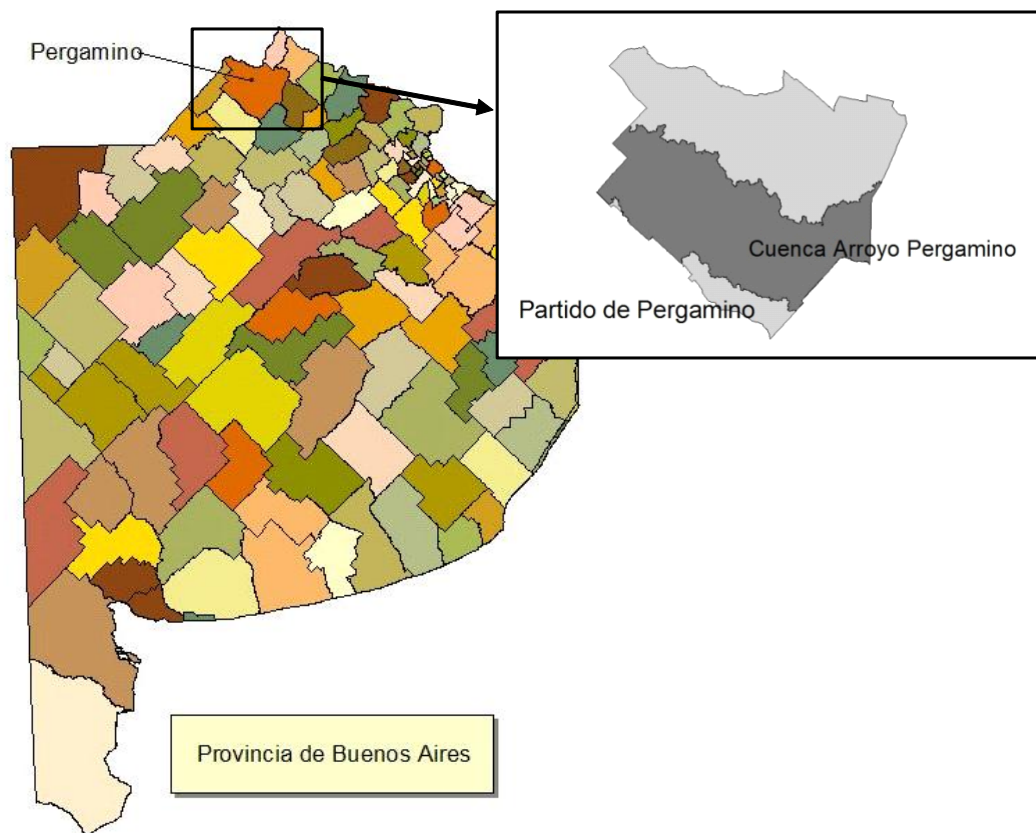 Pergamino
Cuenca Arroyo Pergamino
Partido de Pergamino
Provincia de Buenos Aires